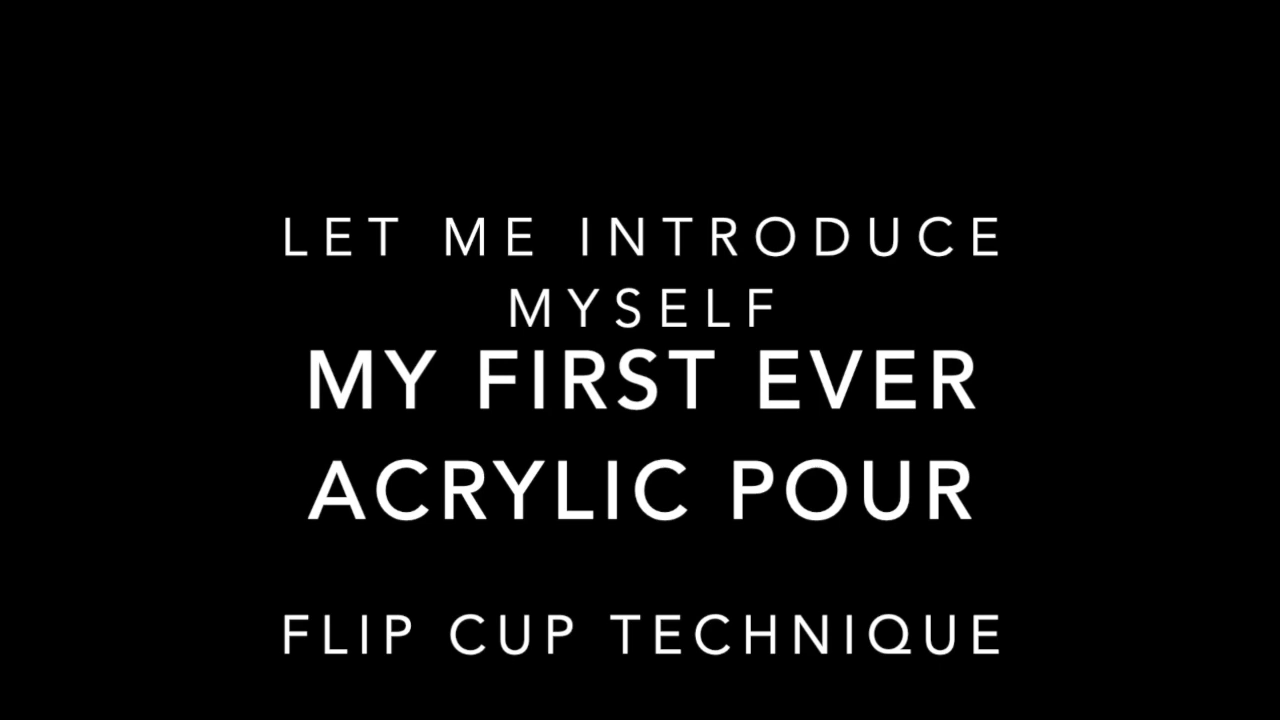 LET ME INTRODUCE
MYSELF
MY FIRST EVER
ACRYLIC POUR
FLIP CUP TECHNIQUE